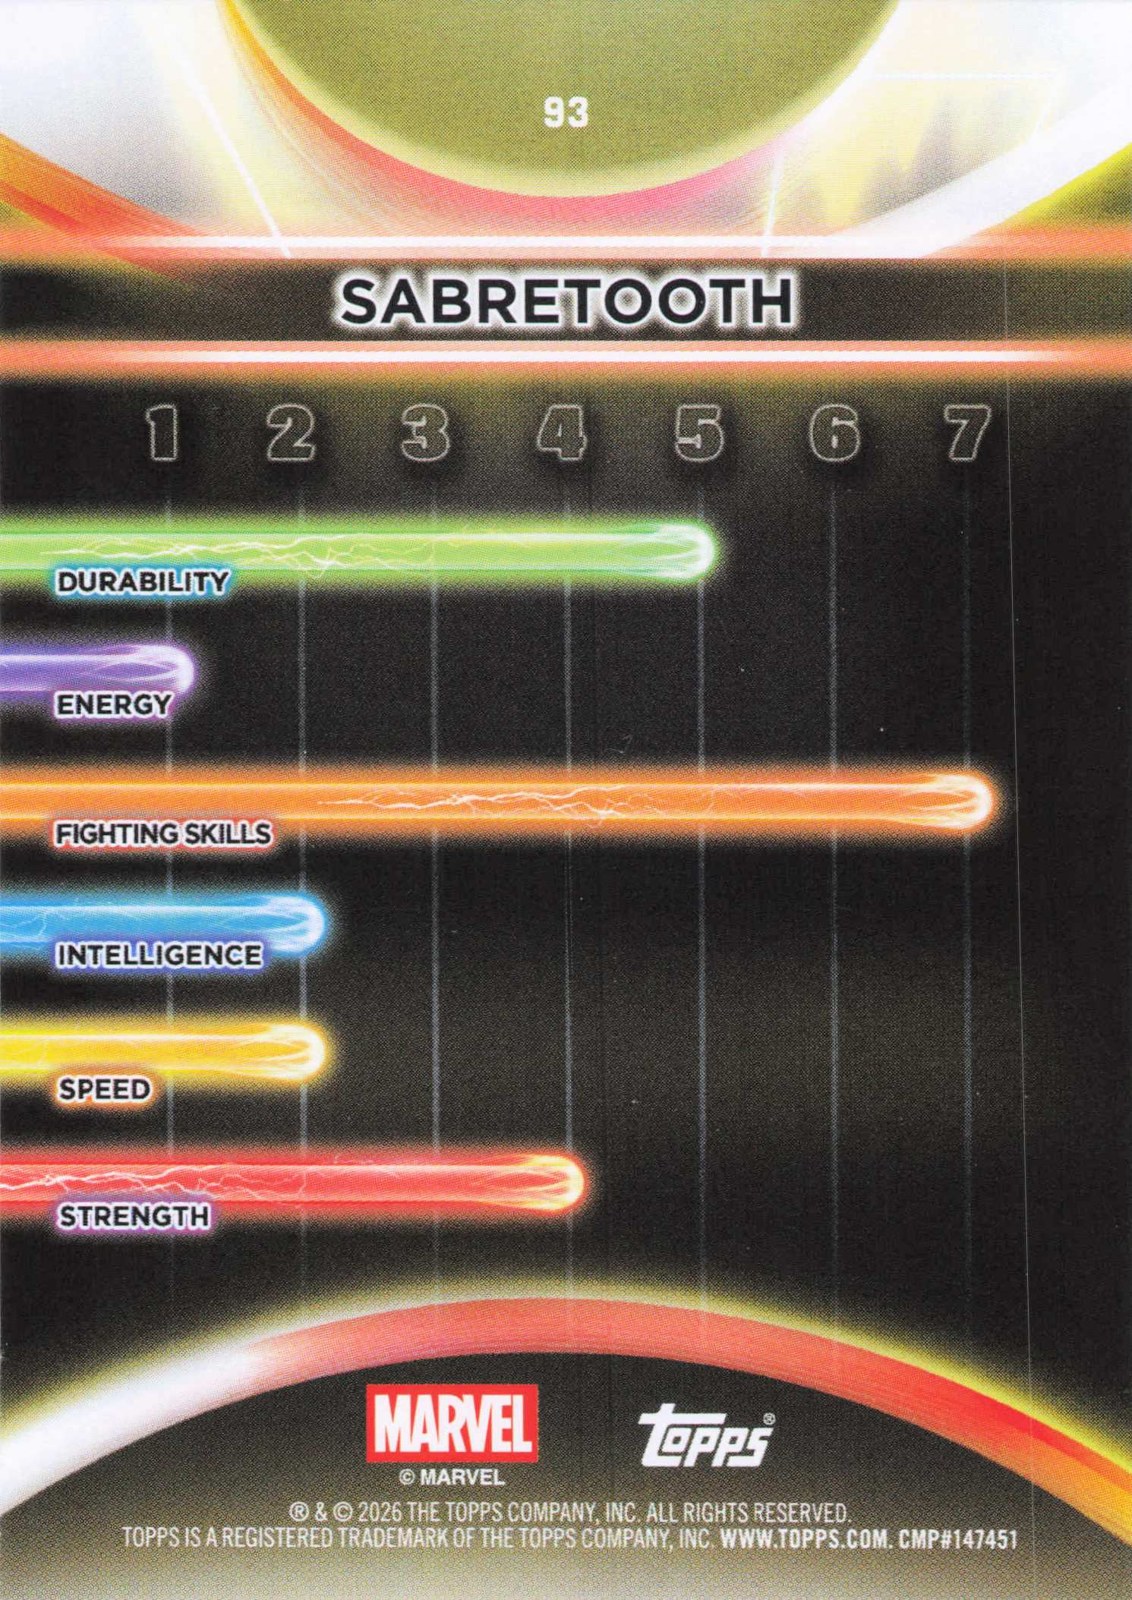 93
SABRETOOTH
1 2 3 4 5 6 7
DURABILITY
ENERGY
FIGHTING SKILLS
INTELLIGENCE
SPEED
STRENGTH
MARVEL
© MARVEL
topps®
® & © 2026 THE TOPPS COMPANY, INC. ALL RIGHTS RESERVED.
TOPPS IS A REGISTERED TRADEMARK OF THE TOPPS COMPANY, INC. WWW.TOPPS.COM. CMP#147451